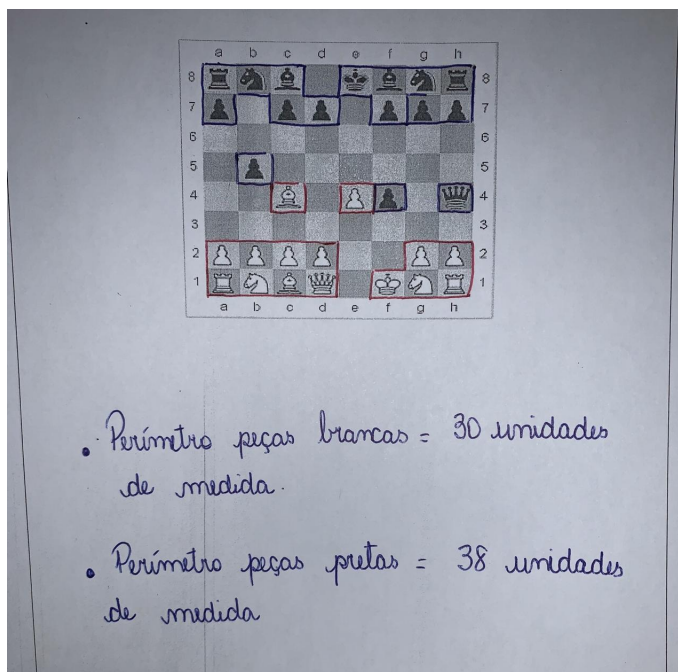 a b c d e f g h
8 8
7 7
6 6
5 5
4 4
3 3
2 2
1 1
a b c d e f g h
• Perímetro peças brancas = 30 unidades
de medida.
• Perímetro peças pretas = 38 unidades
de medida